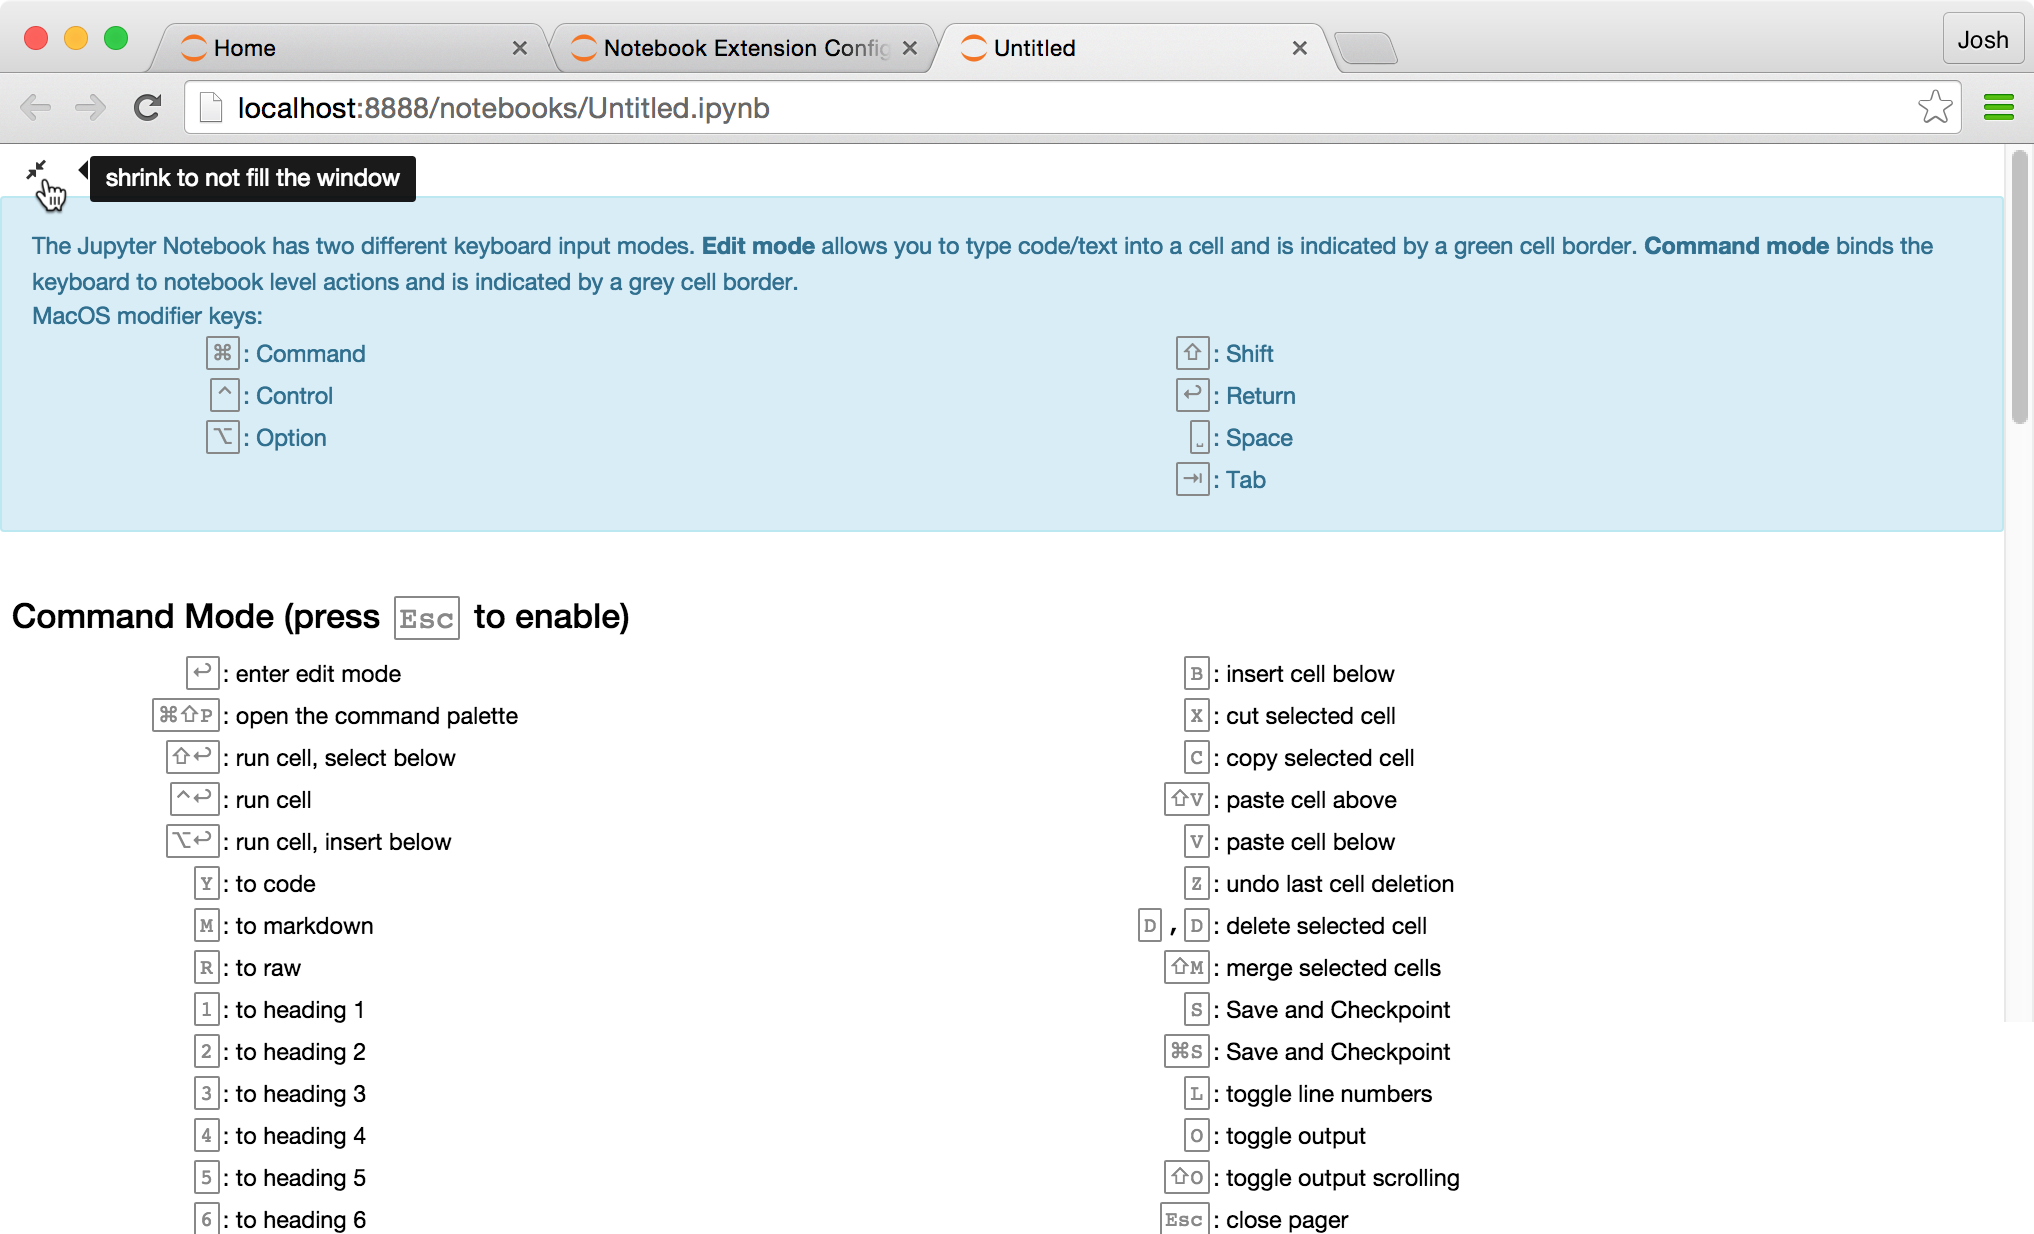 Home
Notebook Extension Config
Untitled
Josh
localhost:8888/notebooks/Untitled.ipynb
shrink to not fill the window
The Jupyter Notebook has two different keyboard input modes. Edit mode allows you to type code/text into a cell and is indicated by a green cell border. Command mode binds the
keyboard to notebook level actions and is indicated by a grey cell border.
MacOS modifier keys:
⌘ : Command
^ : Control
⌥ : Option
⇧ : Shift
↩ : Return
␣ : Space
⇥ : Tab
Command Mode (press Esc to enable)
↩ : enter edit mode
⌘⇧P : open the command palette
⇧↩ : run cell, select below
^↩ : run cell
⌥↩ : run cell, insert below
Y : to code
M : to markdown
R : to raw
1 : to heading 1
2 : to heading 2
3 : to heading 3
4 : to heading 4
5 : to heading 5
6 : to heading 6
B : insert cell below
X : cut selected cell
C : copy selected cell
⇧V : paste cell above
V : paste cell below
Z : undo last cell deletion
D , D : delete selected cell
⇧M : merge selected cells
S : Save and Checkpoint
⌘S : Save and Checkpoint
L : toggle line numbers
O : toggle output
⇧O : toggle output scrolling
Esc : close pager